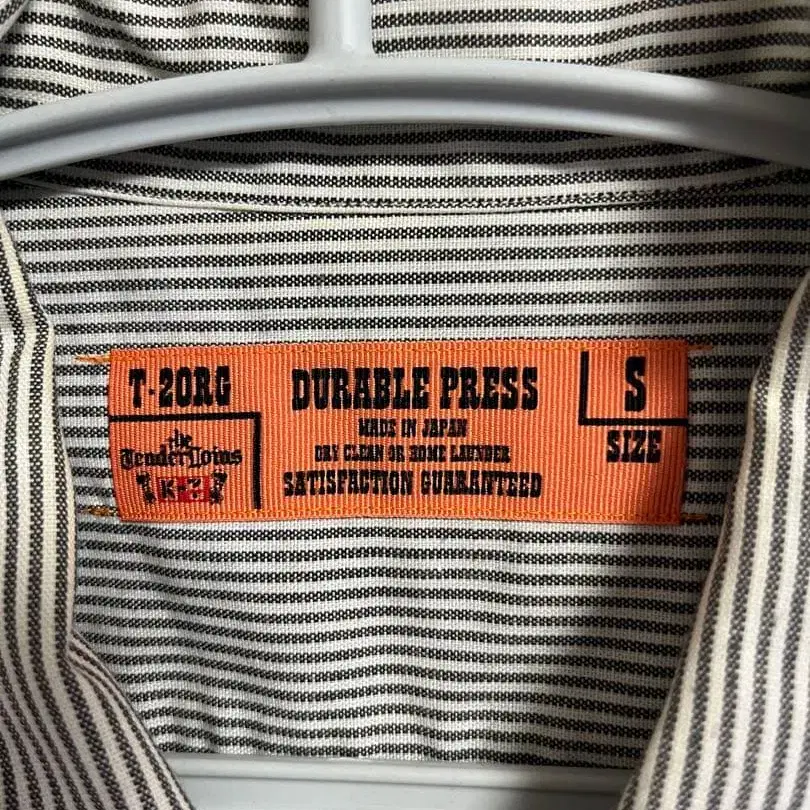 T-20RG
the
TenderLoins
DURABLE PRESS
MADE IN JAPAN
DRY CLEAN OR HOME LAUNDER
SATISFACTION GUARANTEED
S
SIZE